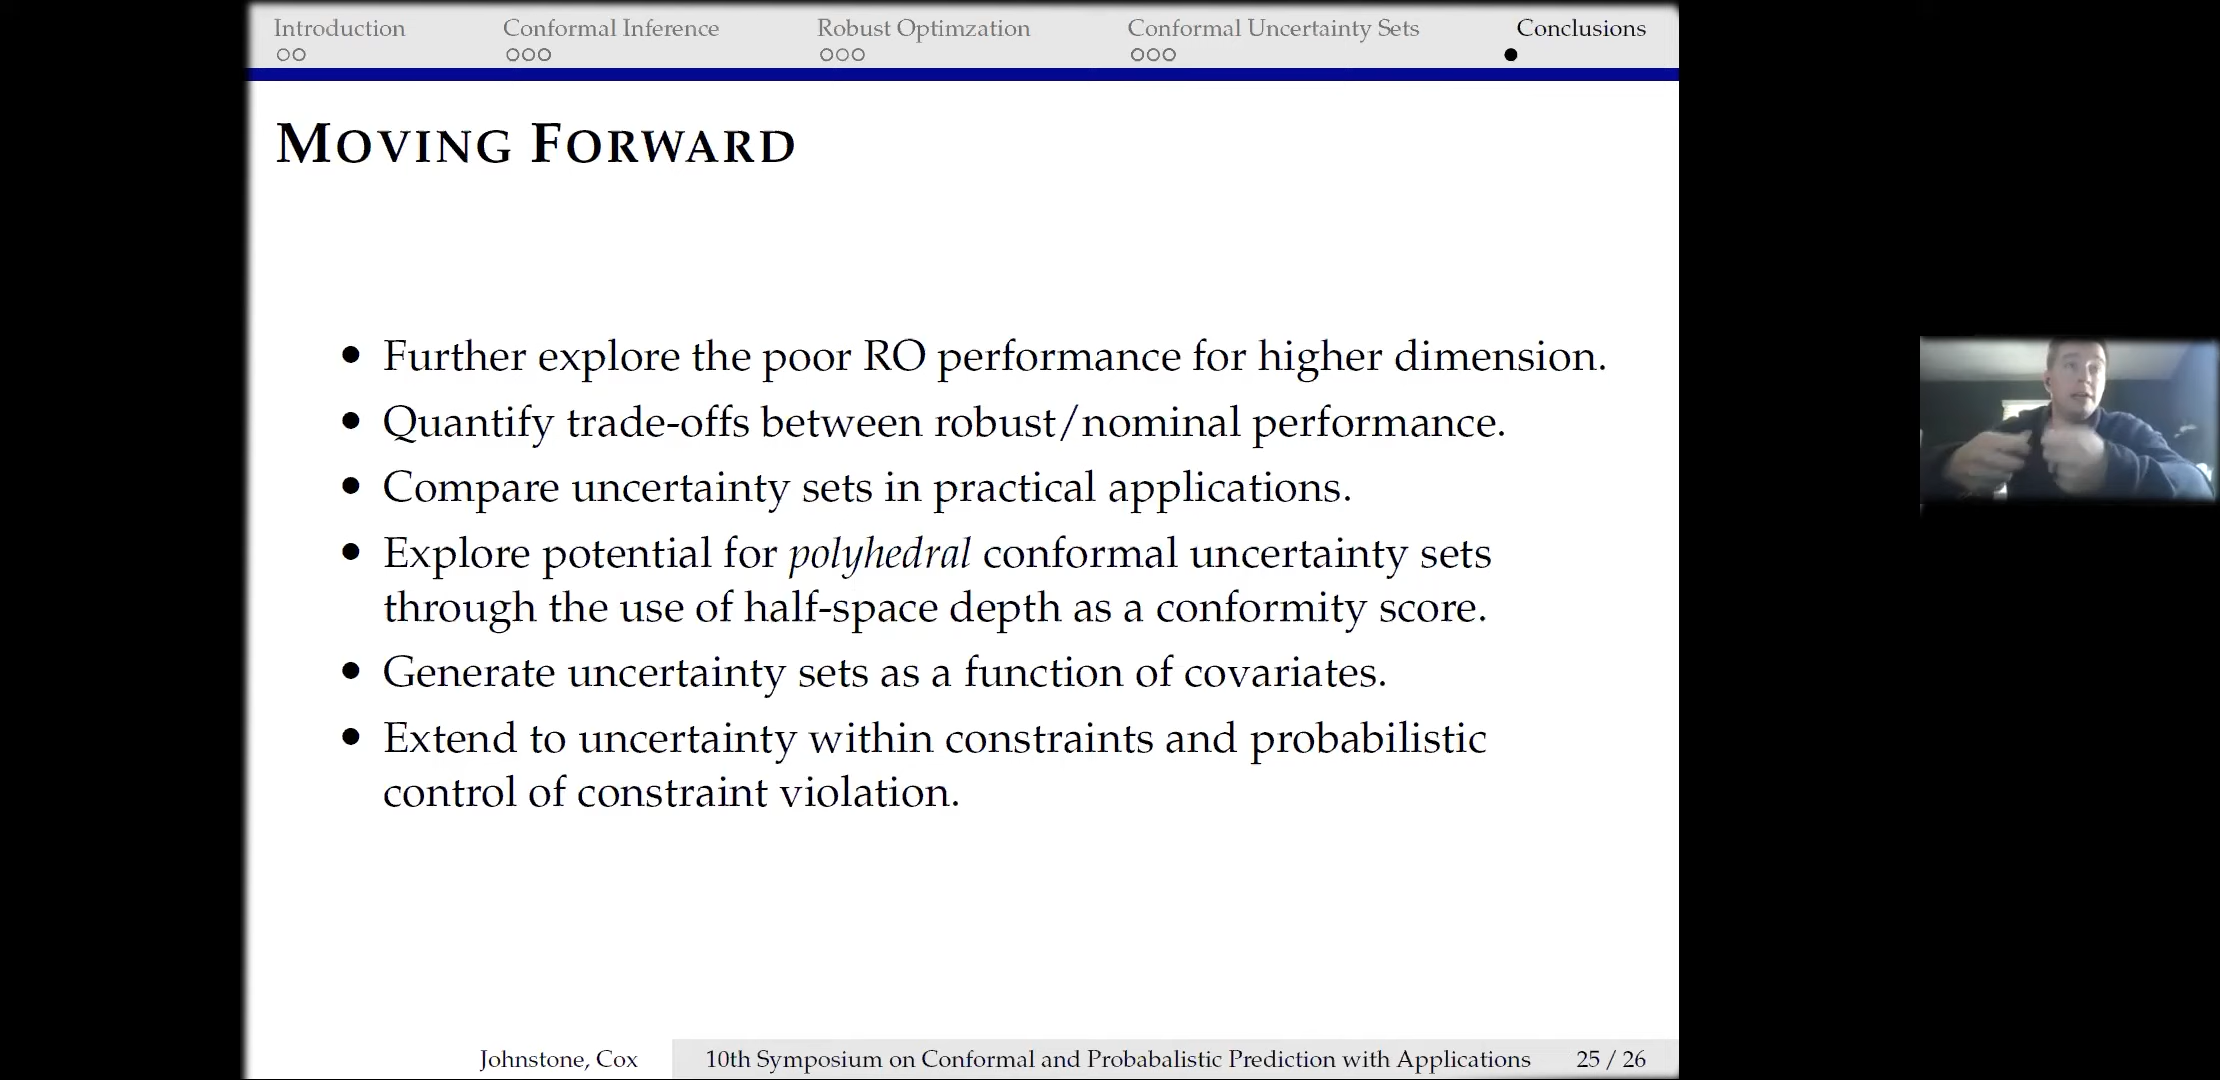 Introduction Conformal Inference Robust Optimzation Conformal Uncertainty Sets Conclusions
MOVING FORWARD
• Further explore the poor RO performance for higher dimension.
• Quantify trade-offs between robust/nominal performance.
• Compare uncertainty sets in practical applications.
• Explore potential for polyhedral conformal uncertainty sets
through the use of half-space depth as a conformity score.
• Generate uncertainty sets as a function of covariates.
• Extend to uncertainty within constraints and probabilistic
control of constraint violation.
Johnstone, Cox 10th Symposium on Conformal and Probabalistic Prediction with Applications 25 / 26